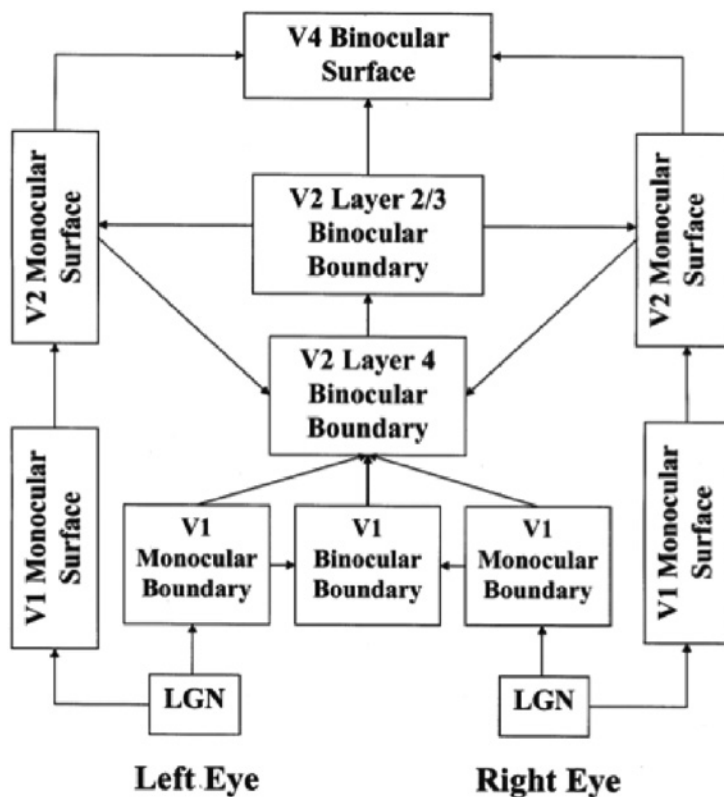 V4 Binocular
Surface
V2 Monocular
Surface
V2 Layer 2/3
Binocular
Boundary
V2 Monocular
Surface
V2 Layer 4
Binocular
Boundary
V1 Monocular
Surface
V1
Monocular
Boundary
V1
Binocular
Boundary
V1
Monocular
Boundary
V1 Monocular
Surface
LGN
LGN
Left Eye
Right Eye